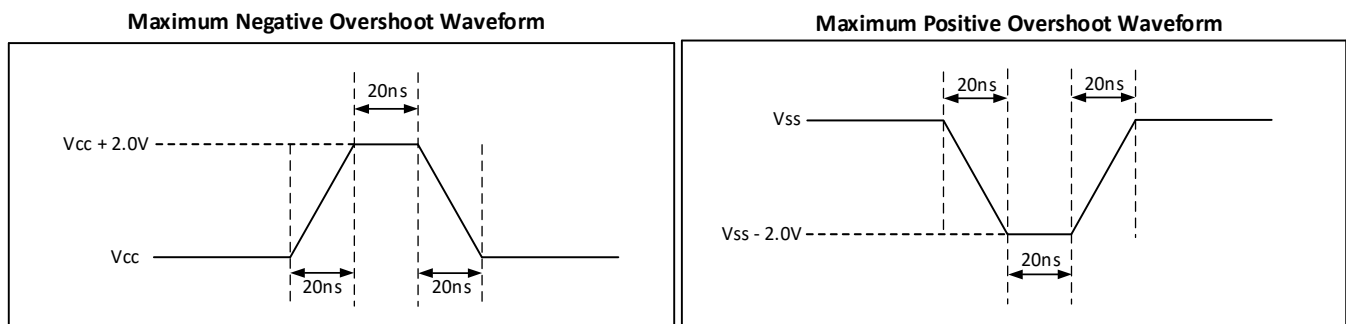 Maximum Negative Overshoot Waveform
20ns
Vcc + 2.0V
Vcc
20ns
20ns
Maximum Positive Overshoot Waveform
20ns
20ns
Vss
Vss - 2.0V
20ns